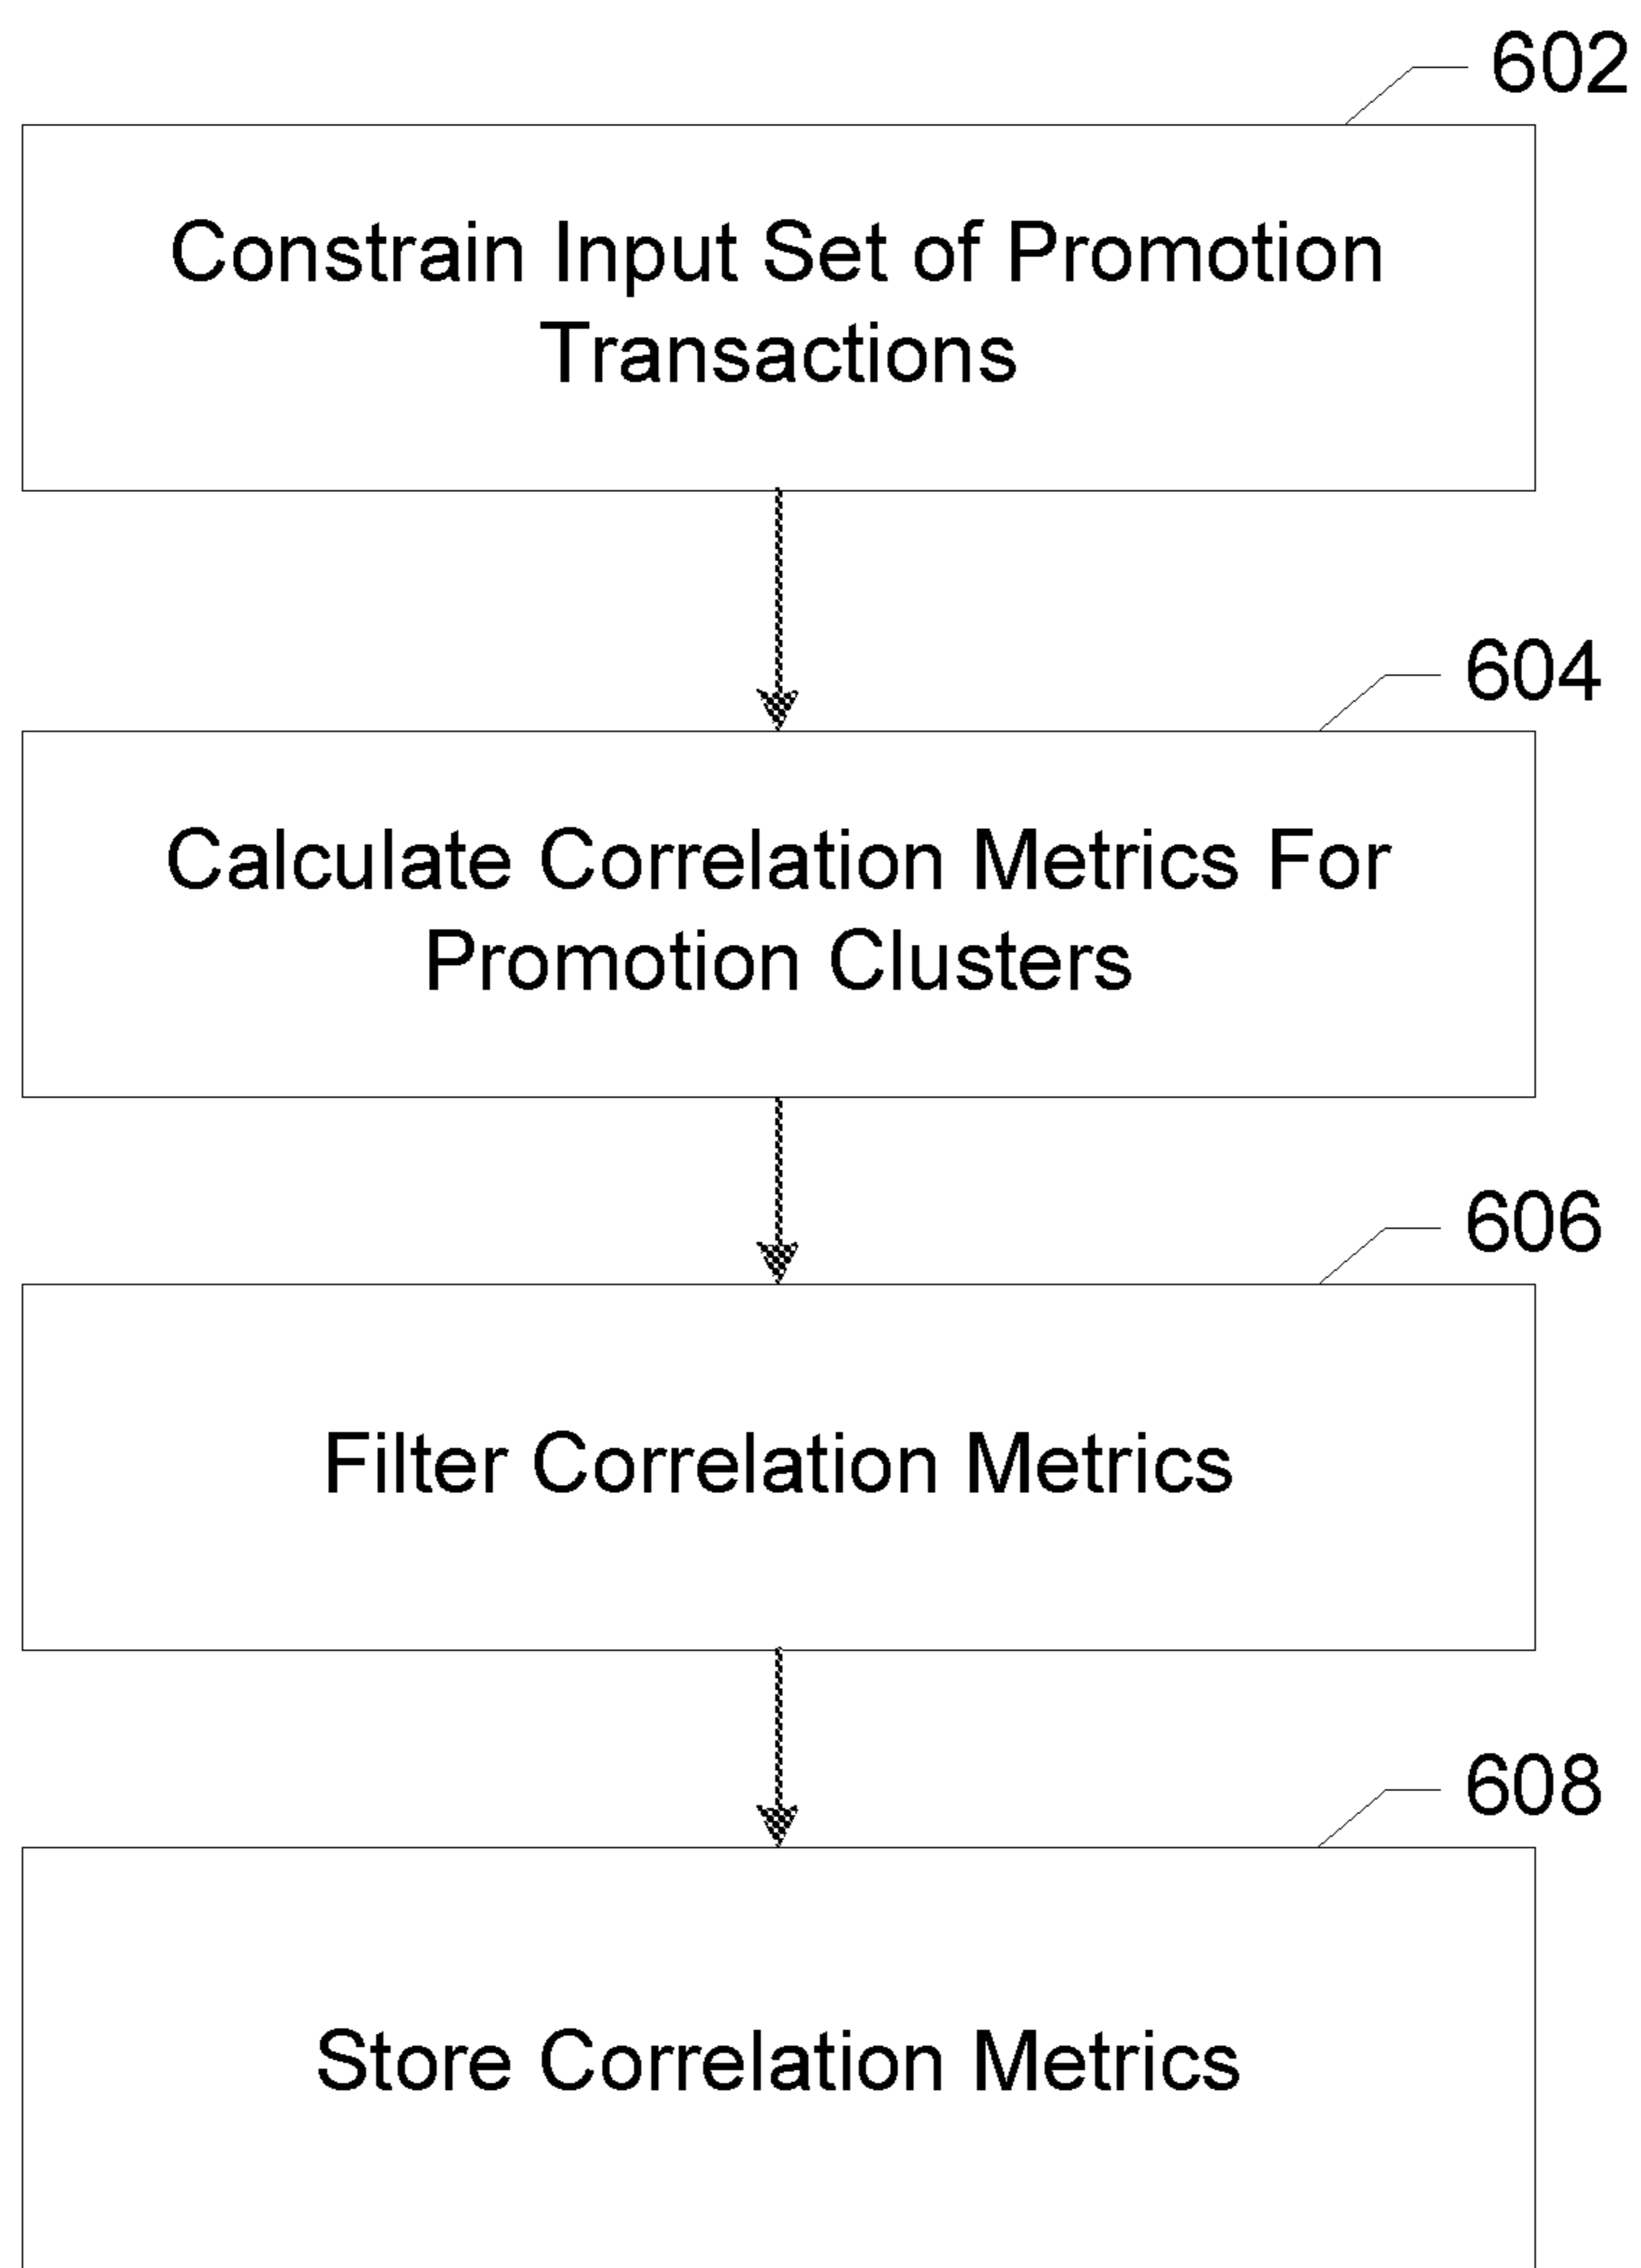 602
Constrain Input Set of Promotion
Transactions
604
Calculate Correlation Metrics For
Promotion Clusters
606
Filter Correlation Metrics
608
Store Correlation Metrics